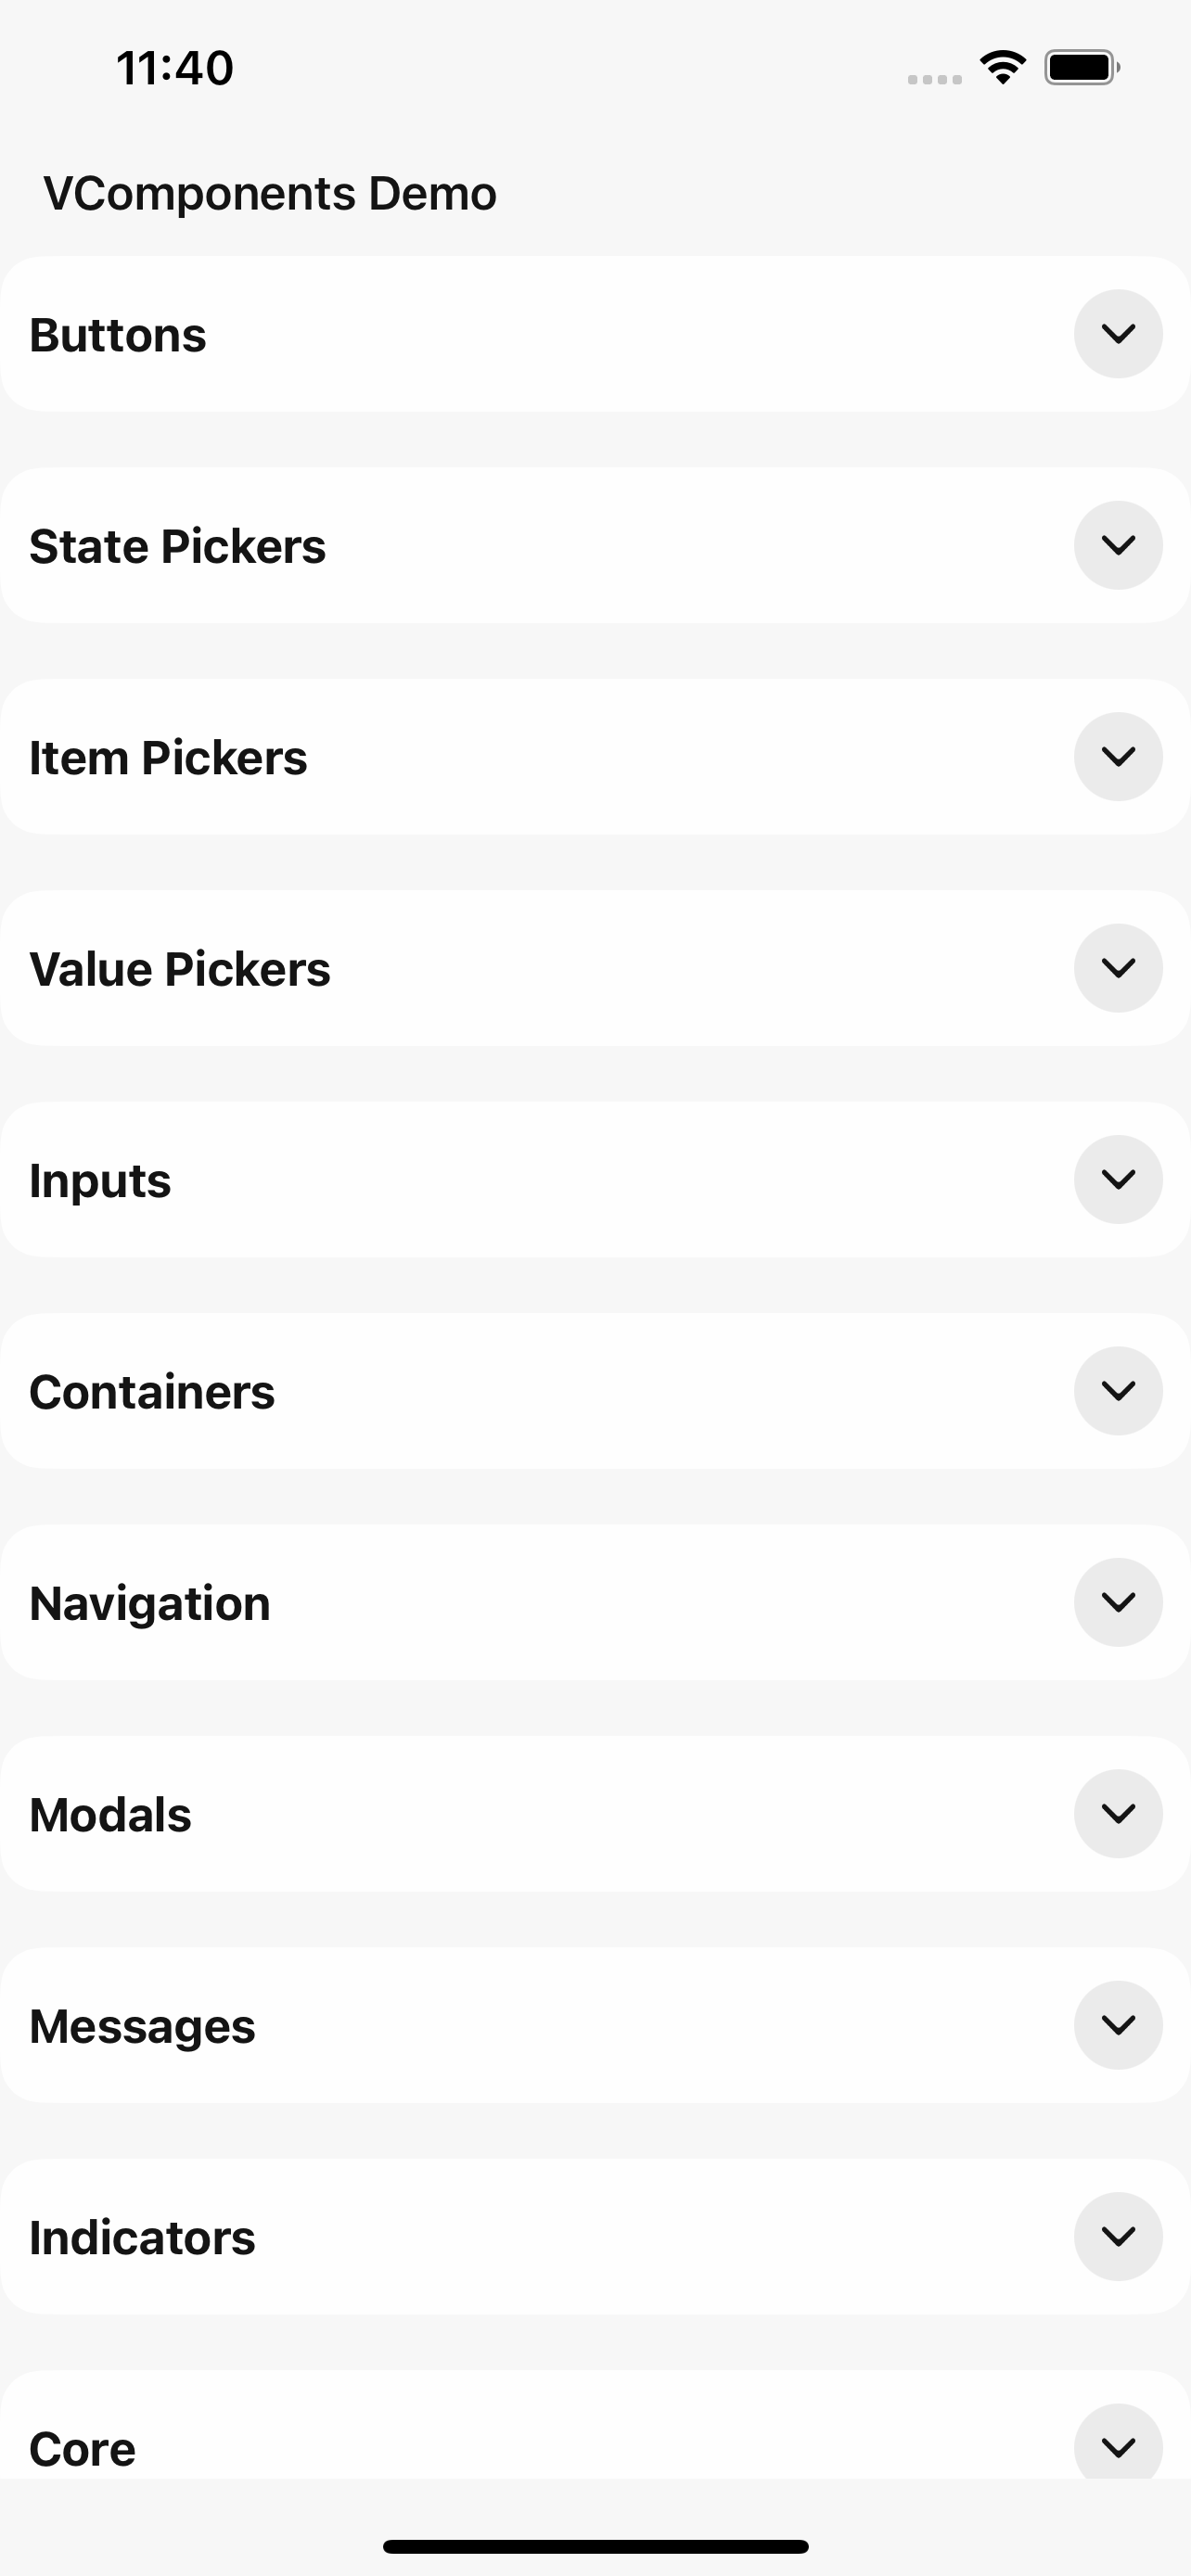 11:40
VComponents Demo
Buttons
State Pickers
Item Pickers
Value Pickers
Inputs
Containers
Navigation
Modals
Messages
Indicators
Core